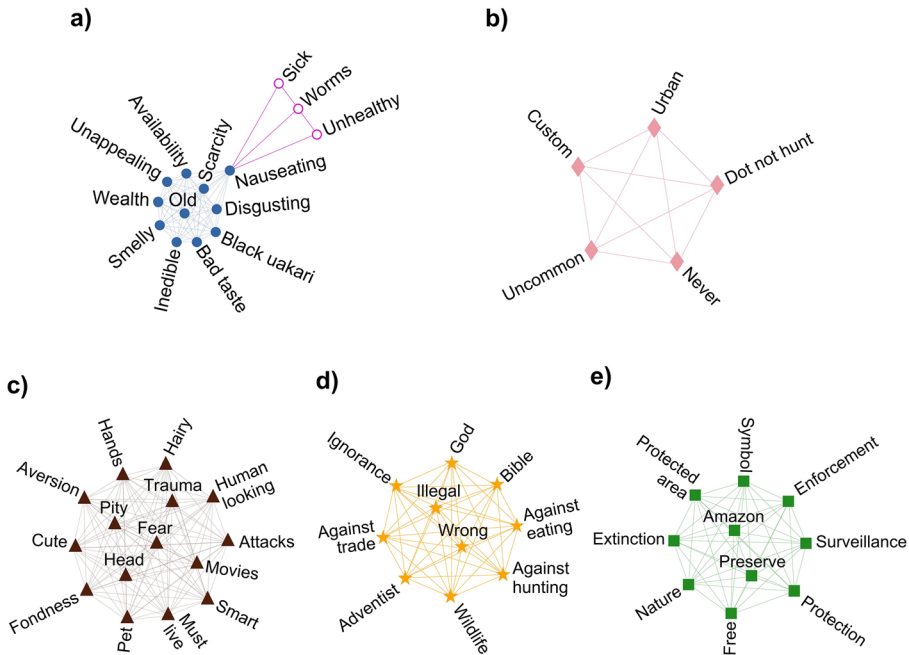 a)
Sick
Worms
Unhealthy
Availability
Scarcity
Unappealing
Nauseating
Wealth
Old
Disgusting
Smelly
Black uakari
Inedible
Bad taste
b)
Urban
Custom
Dot not hunt
Uncommon
Never
c)
Hands
Hairy
Aversion
Trauma
Human
looking
Pity
Fear
Cute
Attacks
Head
Movies
Fondness
Smart
Pet
Must
live
d)
God
Ignorance
Bible
Illegal
Against
eating
Against
trade
Wrong
Against
hunting
Adventist
Wildlife
e)
Symbol
Protected
area
Enforcement
Amazon
Extinction
Surveillance
Preserve
Nature
Protection
Free